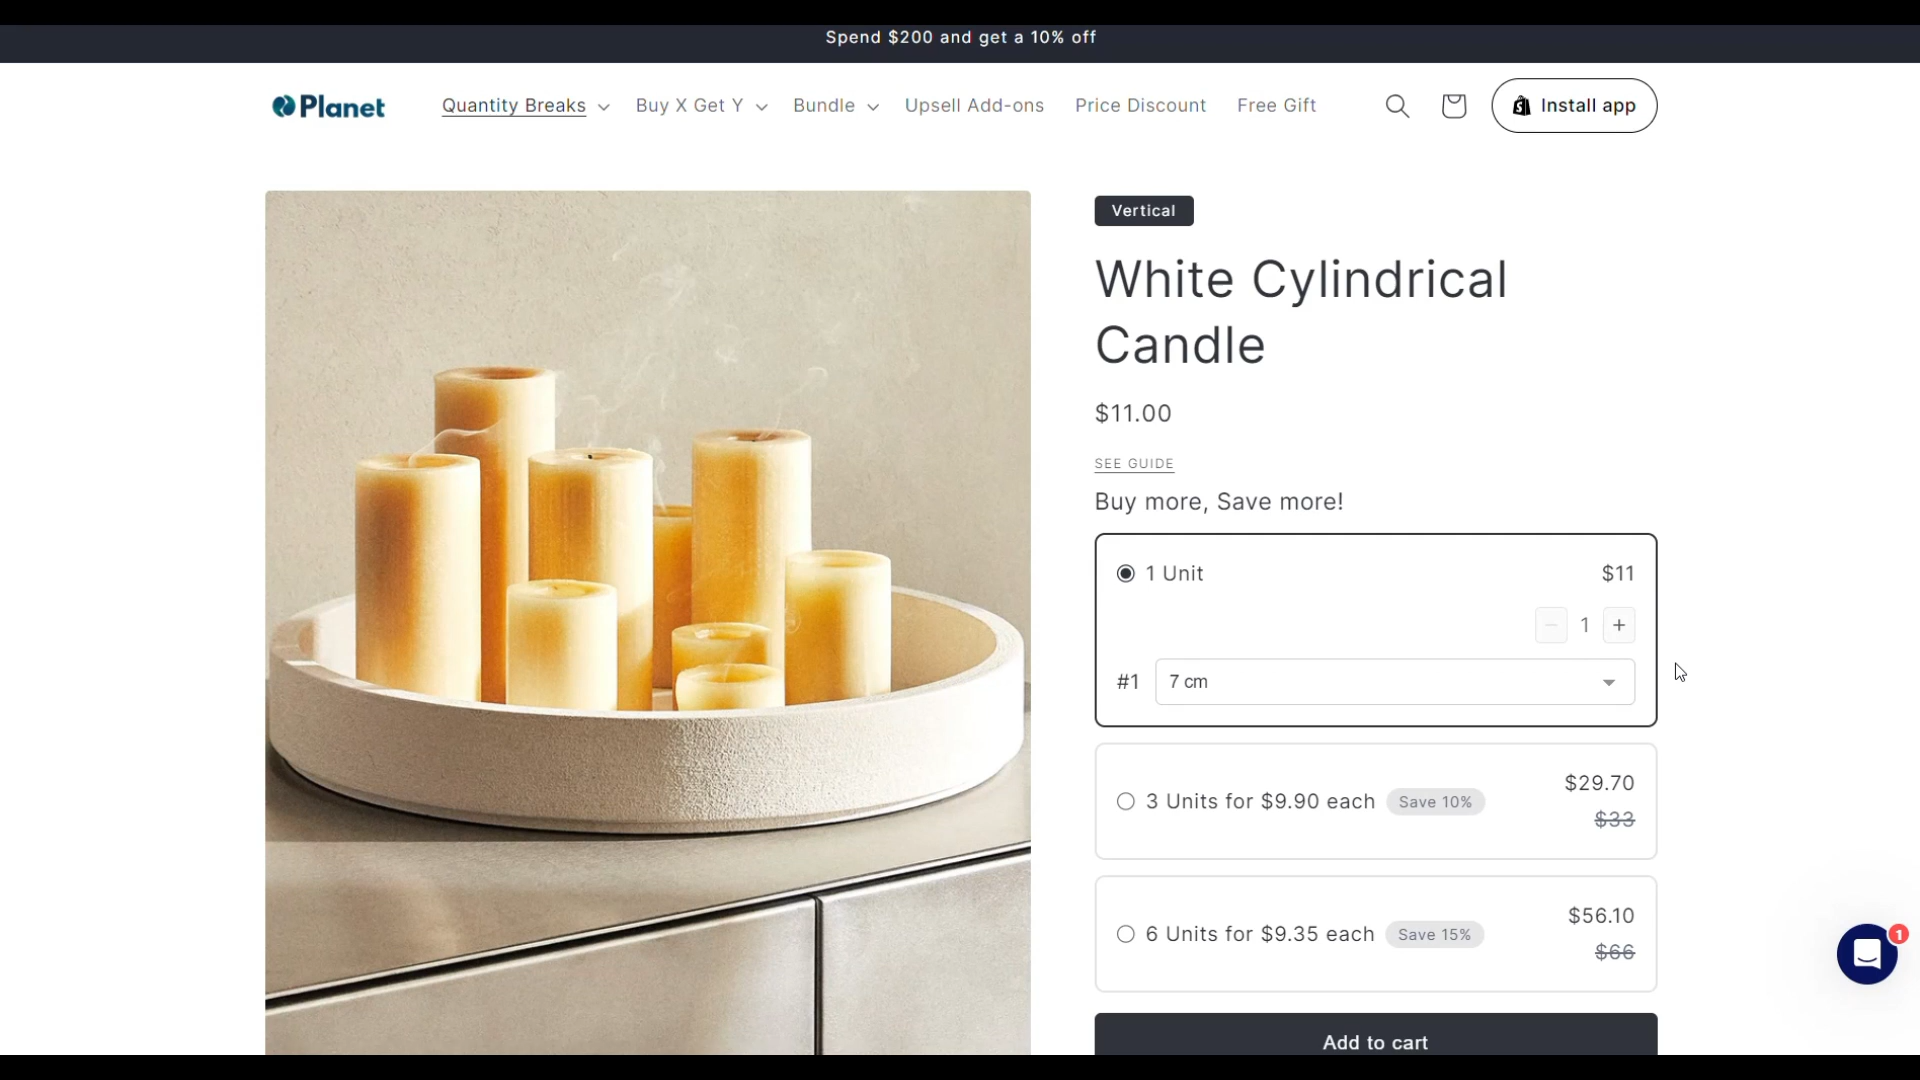 Spend $200 and get a 10% off
Planet
Quantity Breaks
Buy X Get Y
Bundle
Upsell Add-ons
Price Discount
Free Gift
Install app
Vertical
White Cylindrical
Candle
$11.00
SEE GUIDE
Buy more, Save more!
1 Unit
$11
− 1 +
#1
7 cm
3 Units for $9.90 each
Save 10%
$29.70
$33
6 Units for $9.35 each
Save 15%
$56.10
$66
1
Add to cart